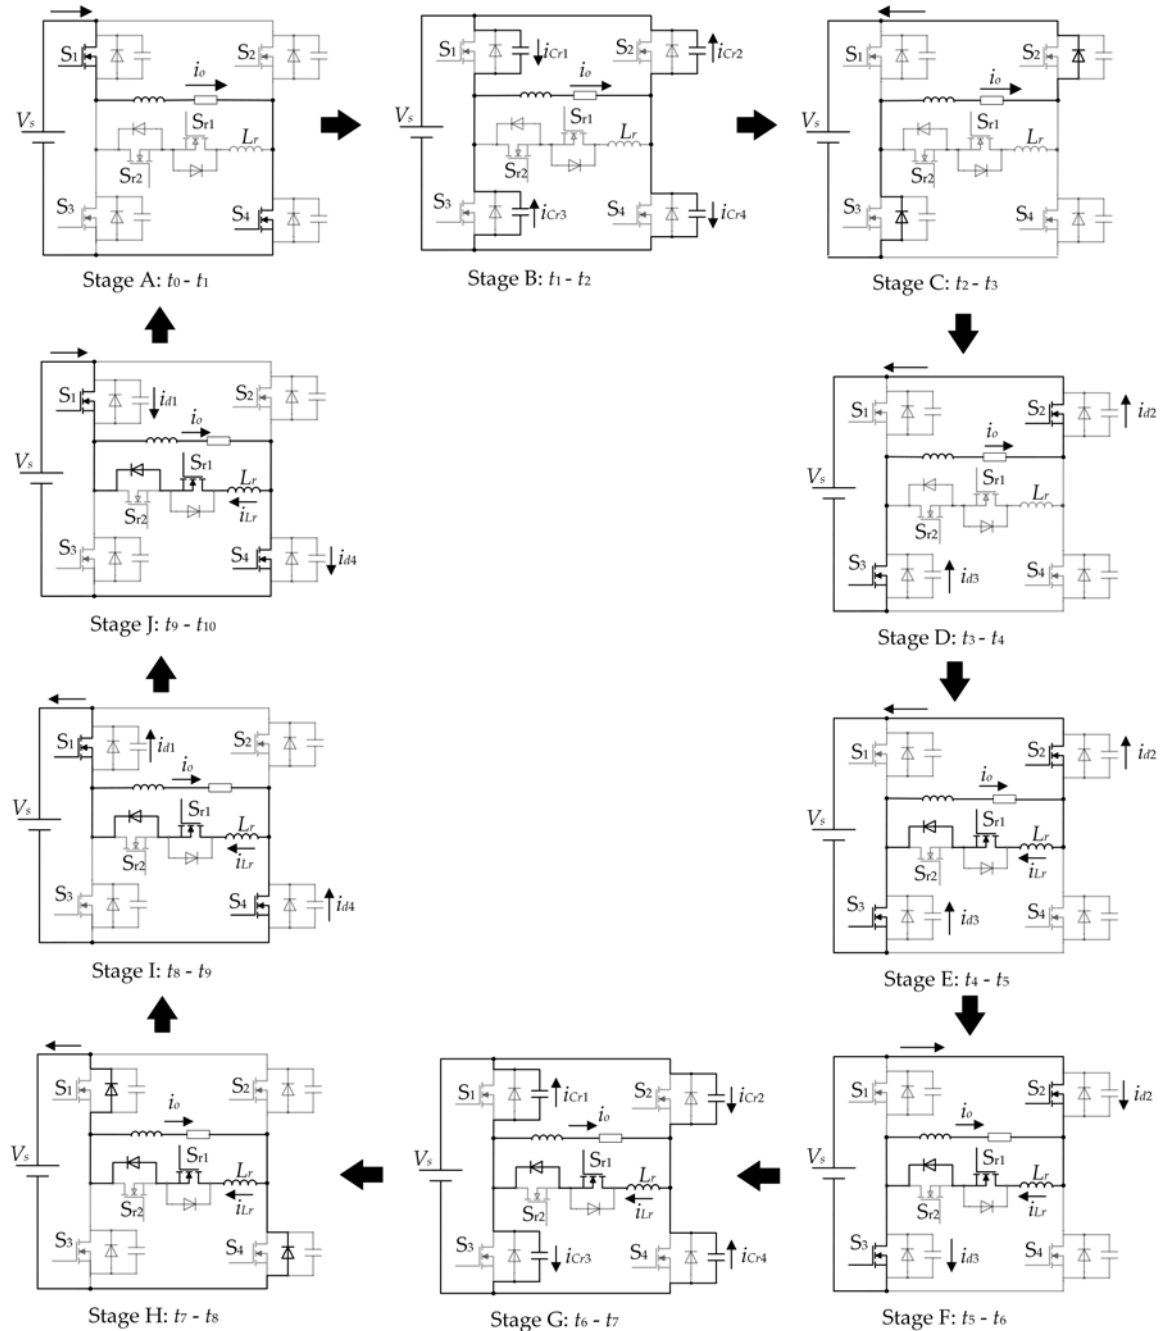 S1
S2
io
Vs
Sr1
Lr
Sr2
S3
S4
Stage A: t0 - t1
S1
iCr1
S2
iCr2
io
Vs
Sr1
Lr
Sr2
S3
iCr3
S4
iCr4
Stage B: t1 - t2
S1
S2
io
Vs
Sr1
Lr
Sr2
S3
S4
Stage C: t2 - t3
S1
S2
id2
io
Vs
Sr1
Lr
Sr2
S3
id3
S4
Stage D: t3 - t4
S1
S2
id2
io
Vs
Sr1
Lr
Sr2
iLr
S3
id3
S4
Stage E: t4 - t5
S1
S2
id2
io
Vs
Sr1
Lr
Sr2
iLr
S3
id3
S4
Stage F: t5 - t6
S1
iCr1
S2
iCr2
io
Vs
Sr1
Lr
Sr2
iLr
S3
iCr3
S4
iCr4
Stage G: t6 - t7
S1
S2
io
Vs
Sr1
Lr
Sr2
iLr
S3
S4
Stage H: t7 - t8
S1
id1
S2
io
Vs
Sr1
Lr
Sr2
iLr
S3
S4
id4
Stage I: t8 - t9
S1
id1
S2
io
Vs
Sr1
Lr
Sr2
iLr
S3
S4
id4
Stage J: t9 - t10